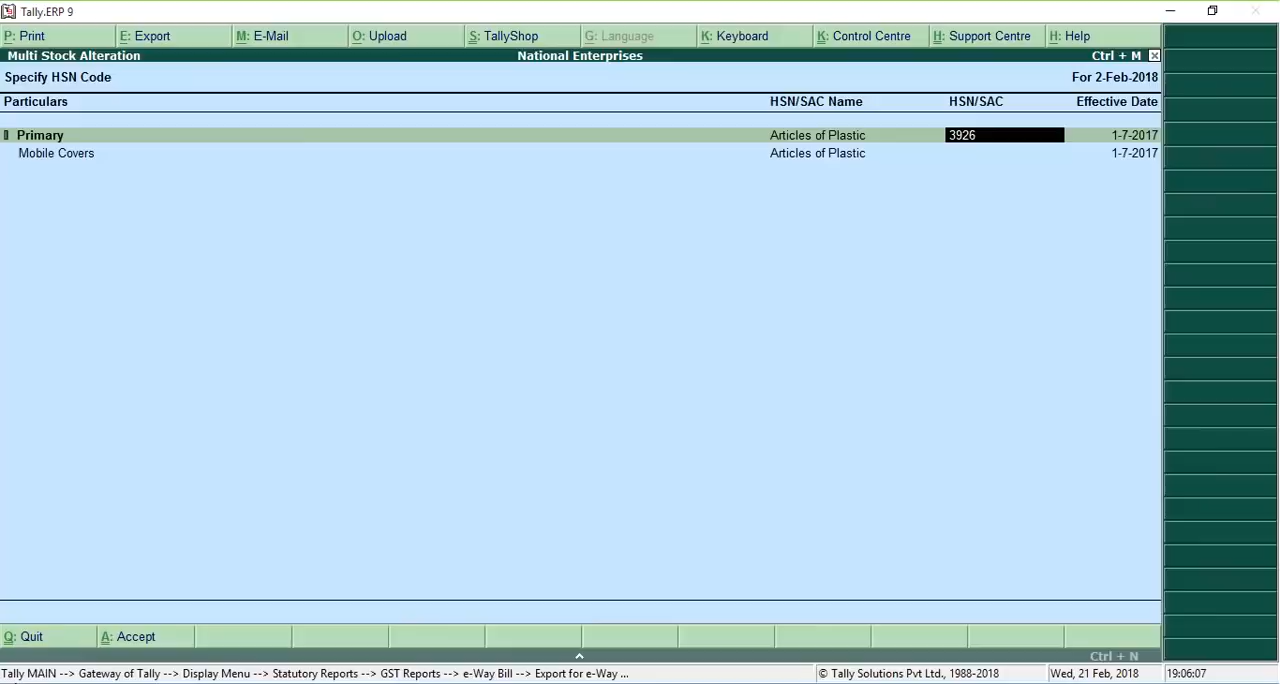 Tally.ERP 9
P: Print E: Export M: E-Mail O: Upload S: TallyShop G: Language K: Keyboard K: Control Centre H: Support Centre H: Help
Multi Stock Alteration National Enterprises Ctrl + M
Specify HSN Code For 2-Feb-2018
Particulars HSN/SAC Name HSN/SAC Effective Date
Primary Articles of Plastic 3926 1-7-2017
Mobile Covers Articles of Plastic 1-7-2017
Q: Quit A: Accept
Ctrl + N
Tally MAIN --> Gateway of Tally --> Display Menu --> Statutory Reports --> GST Reports --> e-Way Bill --> Export for e-Way ... © Tally Solutions Pvt Ltd., 1988-2018 Wed, 21 Feb, 2018 19:06:07